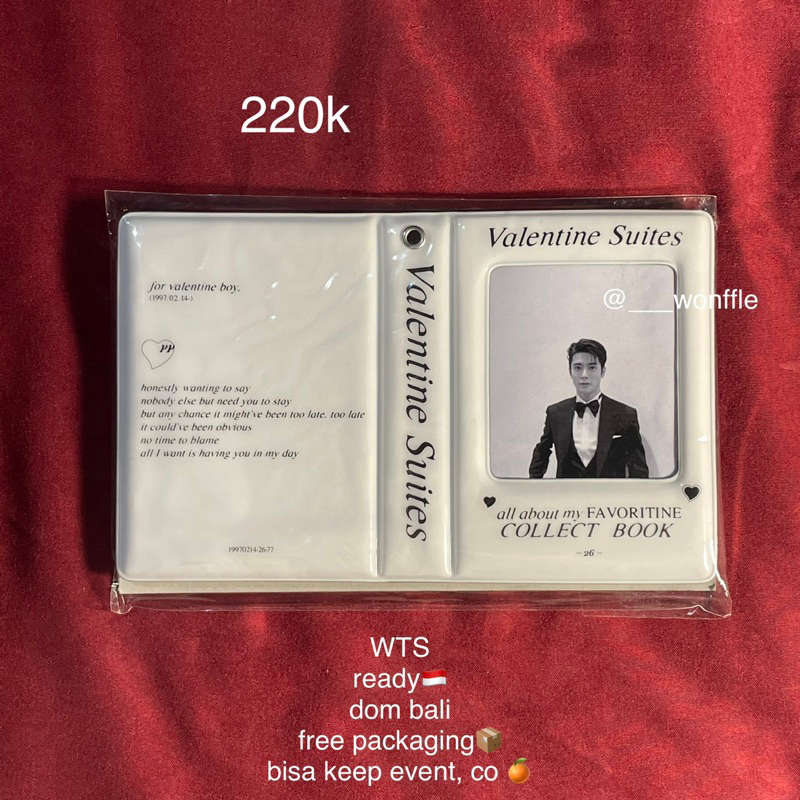 220k
@___wonffle
for valentine boy.
(1997. 02. 14-)
PP
honestly wanting to say
nobody else but need you to stay
but any chance it might've been too late. too late
it could've been obvious
no time to blame
all I want is having you in my day
19970214-26-77
Valentine Suites
Valentine Suites
all about my FAVORITINE
COLLECT BOOK
- 26 -
WTS
ready🇮🇩
dom bali
free packaging📦
bisa keep event, co 🍊